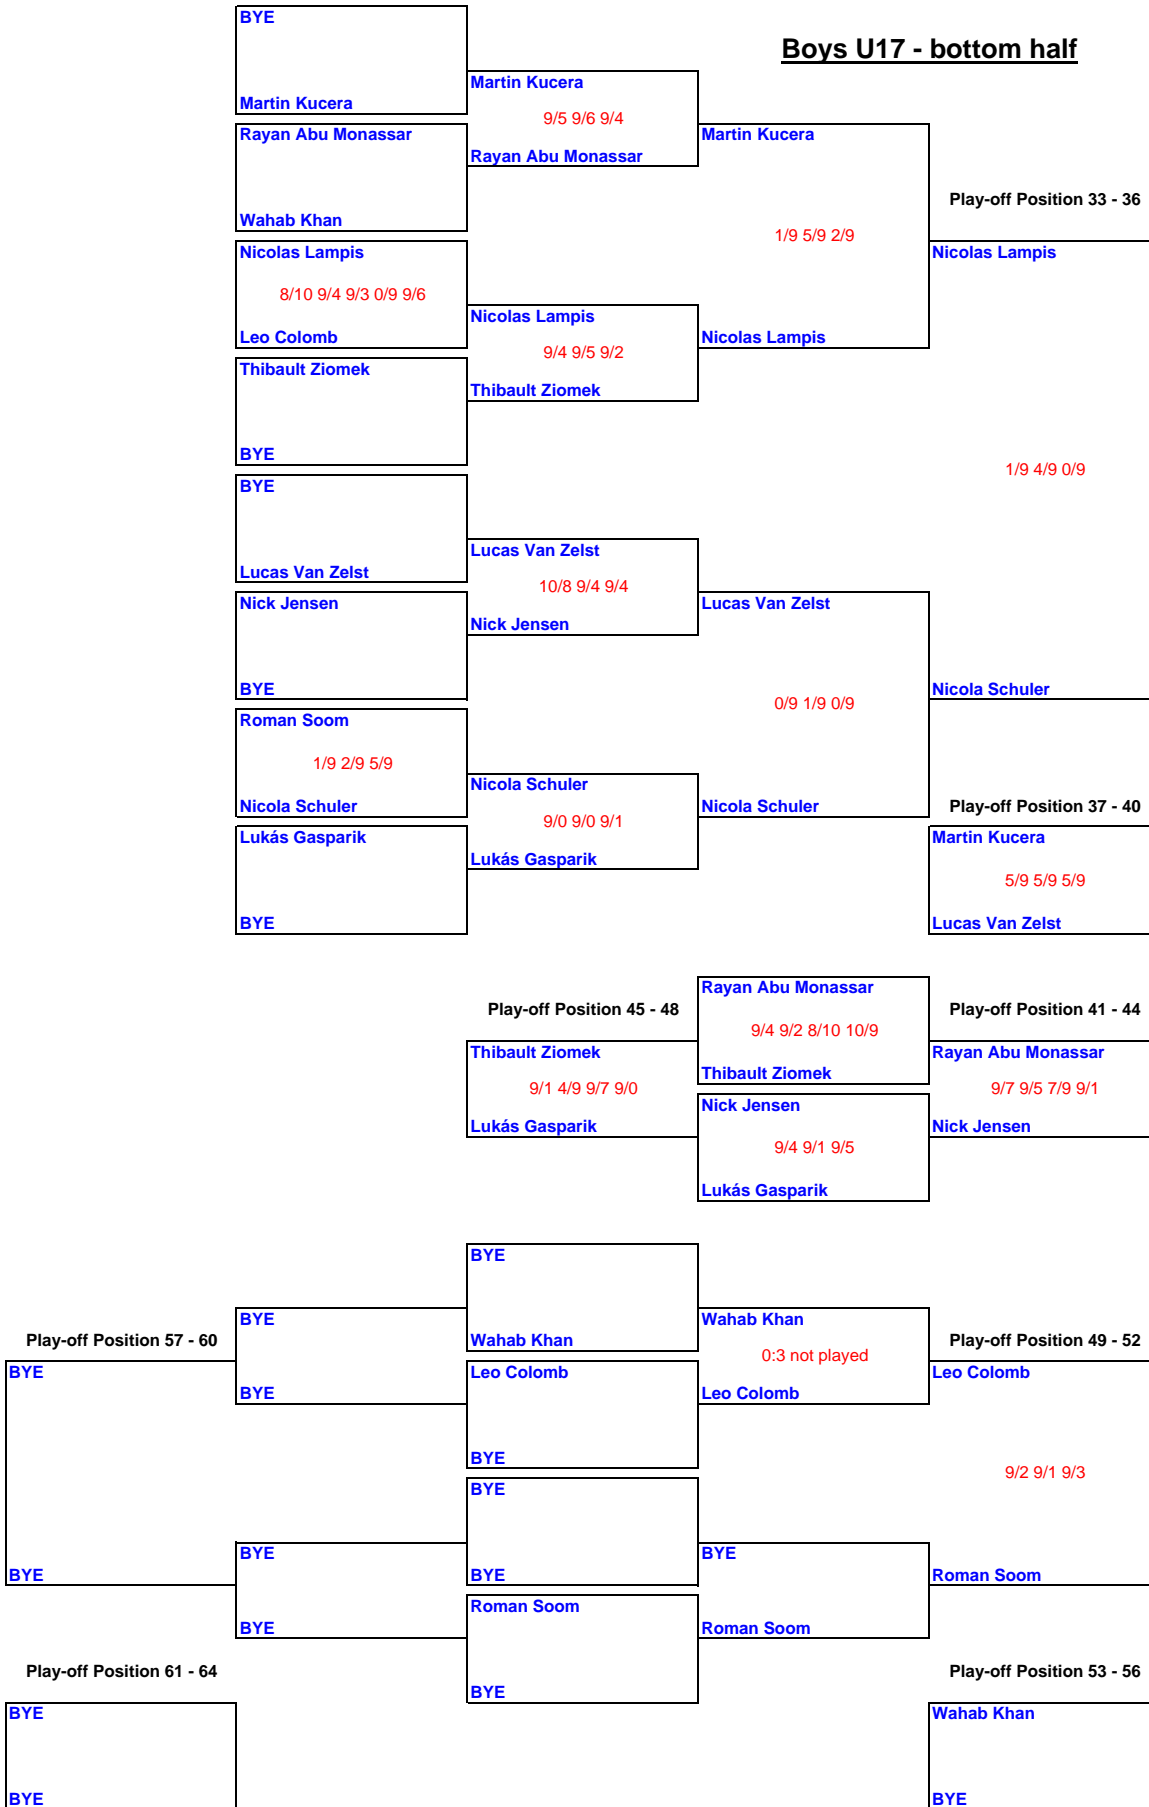 BYE
Boys U17 - bottom half
Martin Kucera
Martin Kucera
9/5 9/6 9/4
Rayan Abu Monassar
Martin Kucera
Rayan Abu Monassar
Play-off Position 33 - 36
Wahab Khan
1/9 5/9 2/9
Nicolas Lampis
Nicolas Lampis
8/10 9/4 9/3 0/9 9/6
Nicolas Lampis
Leo Colomb
Nicolas Lampis
9/4 9/5 9/2
Thibault Ziomek
Thibault Ziomek
BYE
1/9 4/9 0/9
BYE
Lucas Van Zelst
Lucas Van Zelst
10/8 9/4 9/4
Nick Jensen
Lucas Van Zelst
Nick Jensen
BYE
Nicola Schuler
0/9 1/9 0/9
Roman Soom
1/9 2/9 5/9
Nicola Schuler
Nicola Schuler
Nicola Schuler
Play-off Position 37 - 40
9/0 9/0 9/1
Lukás Gasparik
Martin Kucera
Lukás Gasparik
5/9 5/9 5/9
BYE
Lucas Van Zelst
Rayan Abu Monassar
Play-off Position 45 - 48
Play-off Position 41 - 44
9/4 9/2 8/10 10/9
Thibault Ziomek
Rayan Abu Monassar
Thibault Ziomek
9/1 4/9 9/7 9/0
9/7 9/5 7/9 9/1
Nick Jensen
Lukás Gasparik
Nick Jensen
9/4 9/1 9/5
Lukás Gasparik
BYE
BYE
Wahab Khan
Play-off Position 57 - 60
Wahab Khan
Play-off Position 49 - 52
0:3 not played
BYE
Leo Colomb
Leo Colomb
BYE
Leo Colomb
BYE
9/2 9/1 9/3
BYE
BYE
BYE
BYE
BYE
Roman Soom
Roman Soom
BYE
Roman Soom
Play-off Position 61 - 64
Play-off Position 53 - 56
BYE
BYE
Wahab Khan
BYE
BYE